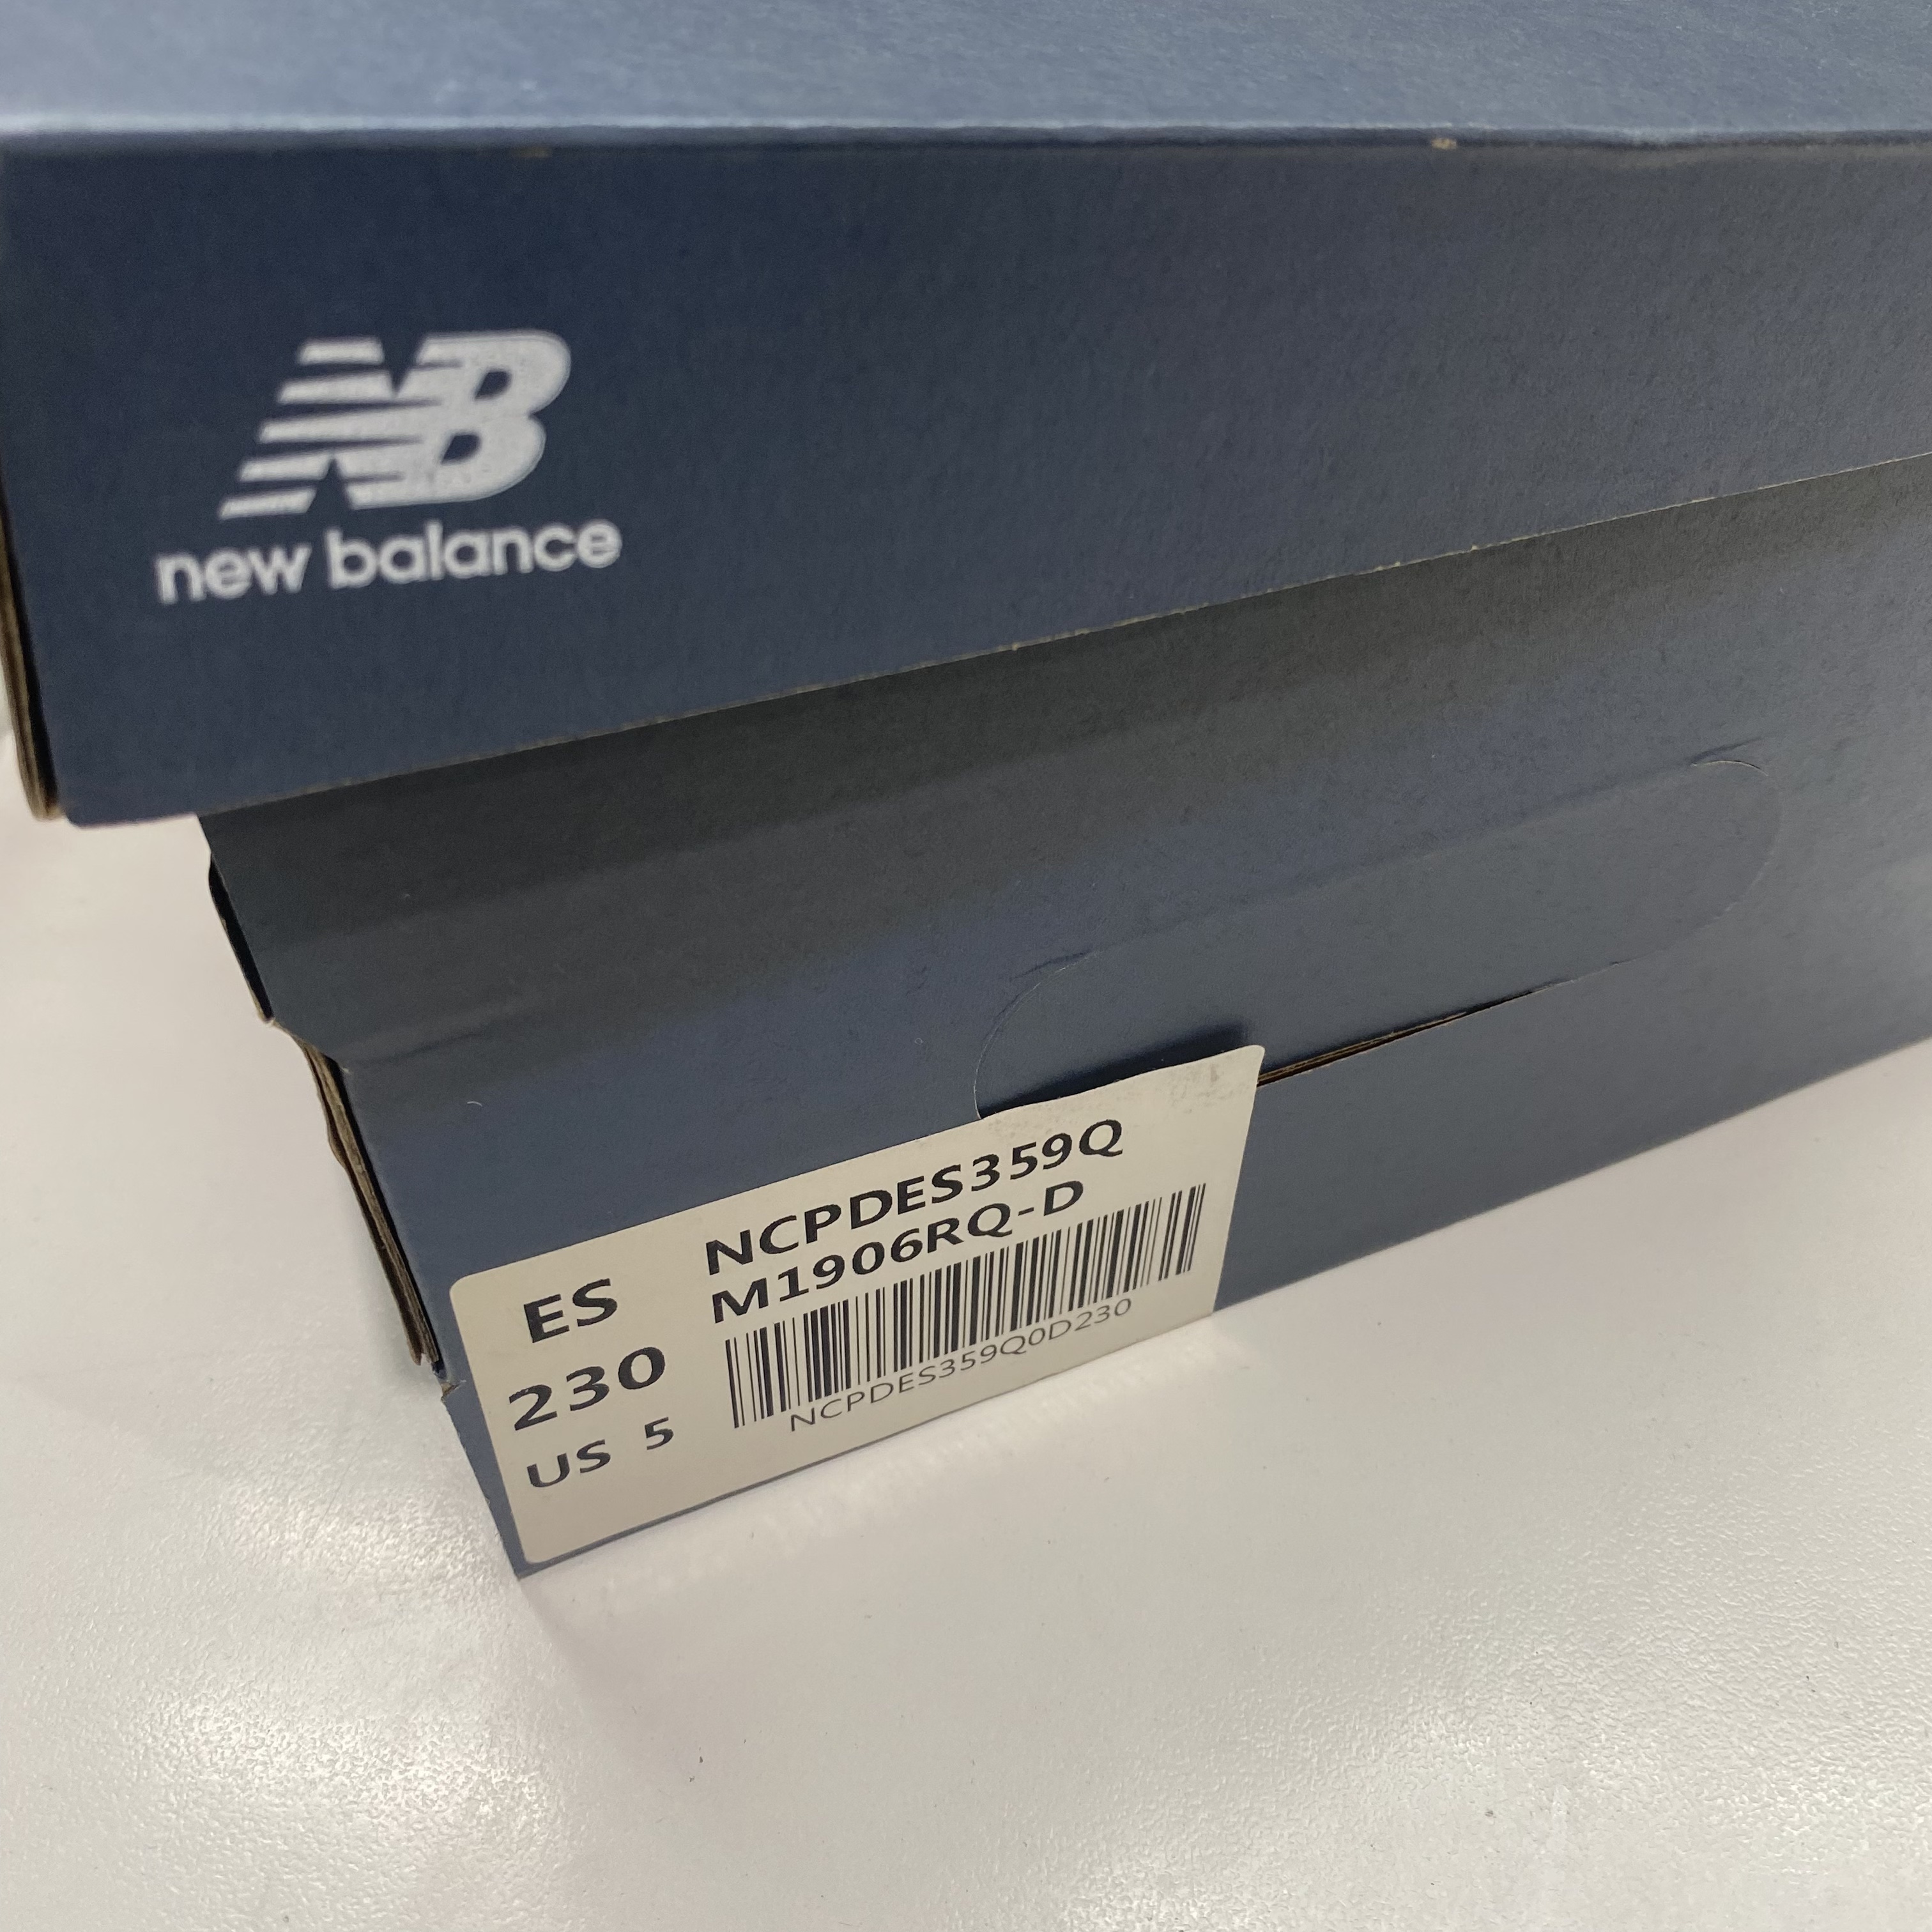 NB
new balance
NCPDES359Q
M1906RQ-D
ES
230
US 5
NCPDES359Q0D230